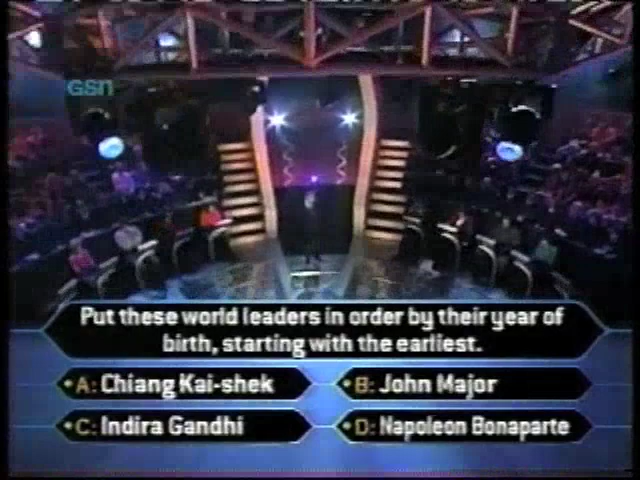 GSN
Put these world leaders in order by their year of
birth, starting with the earliest.
A: Chiang Kai-shek
B: John Major
C: Indira Gandhi
D: Napoleon Bonaparte